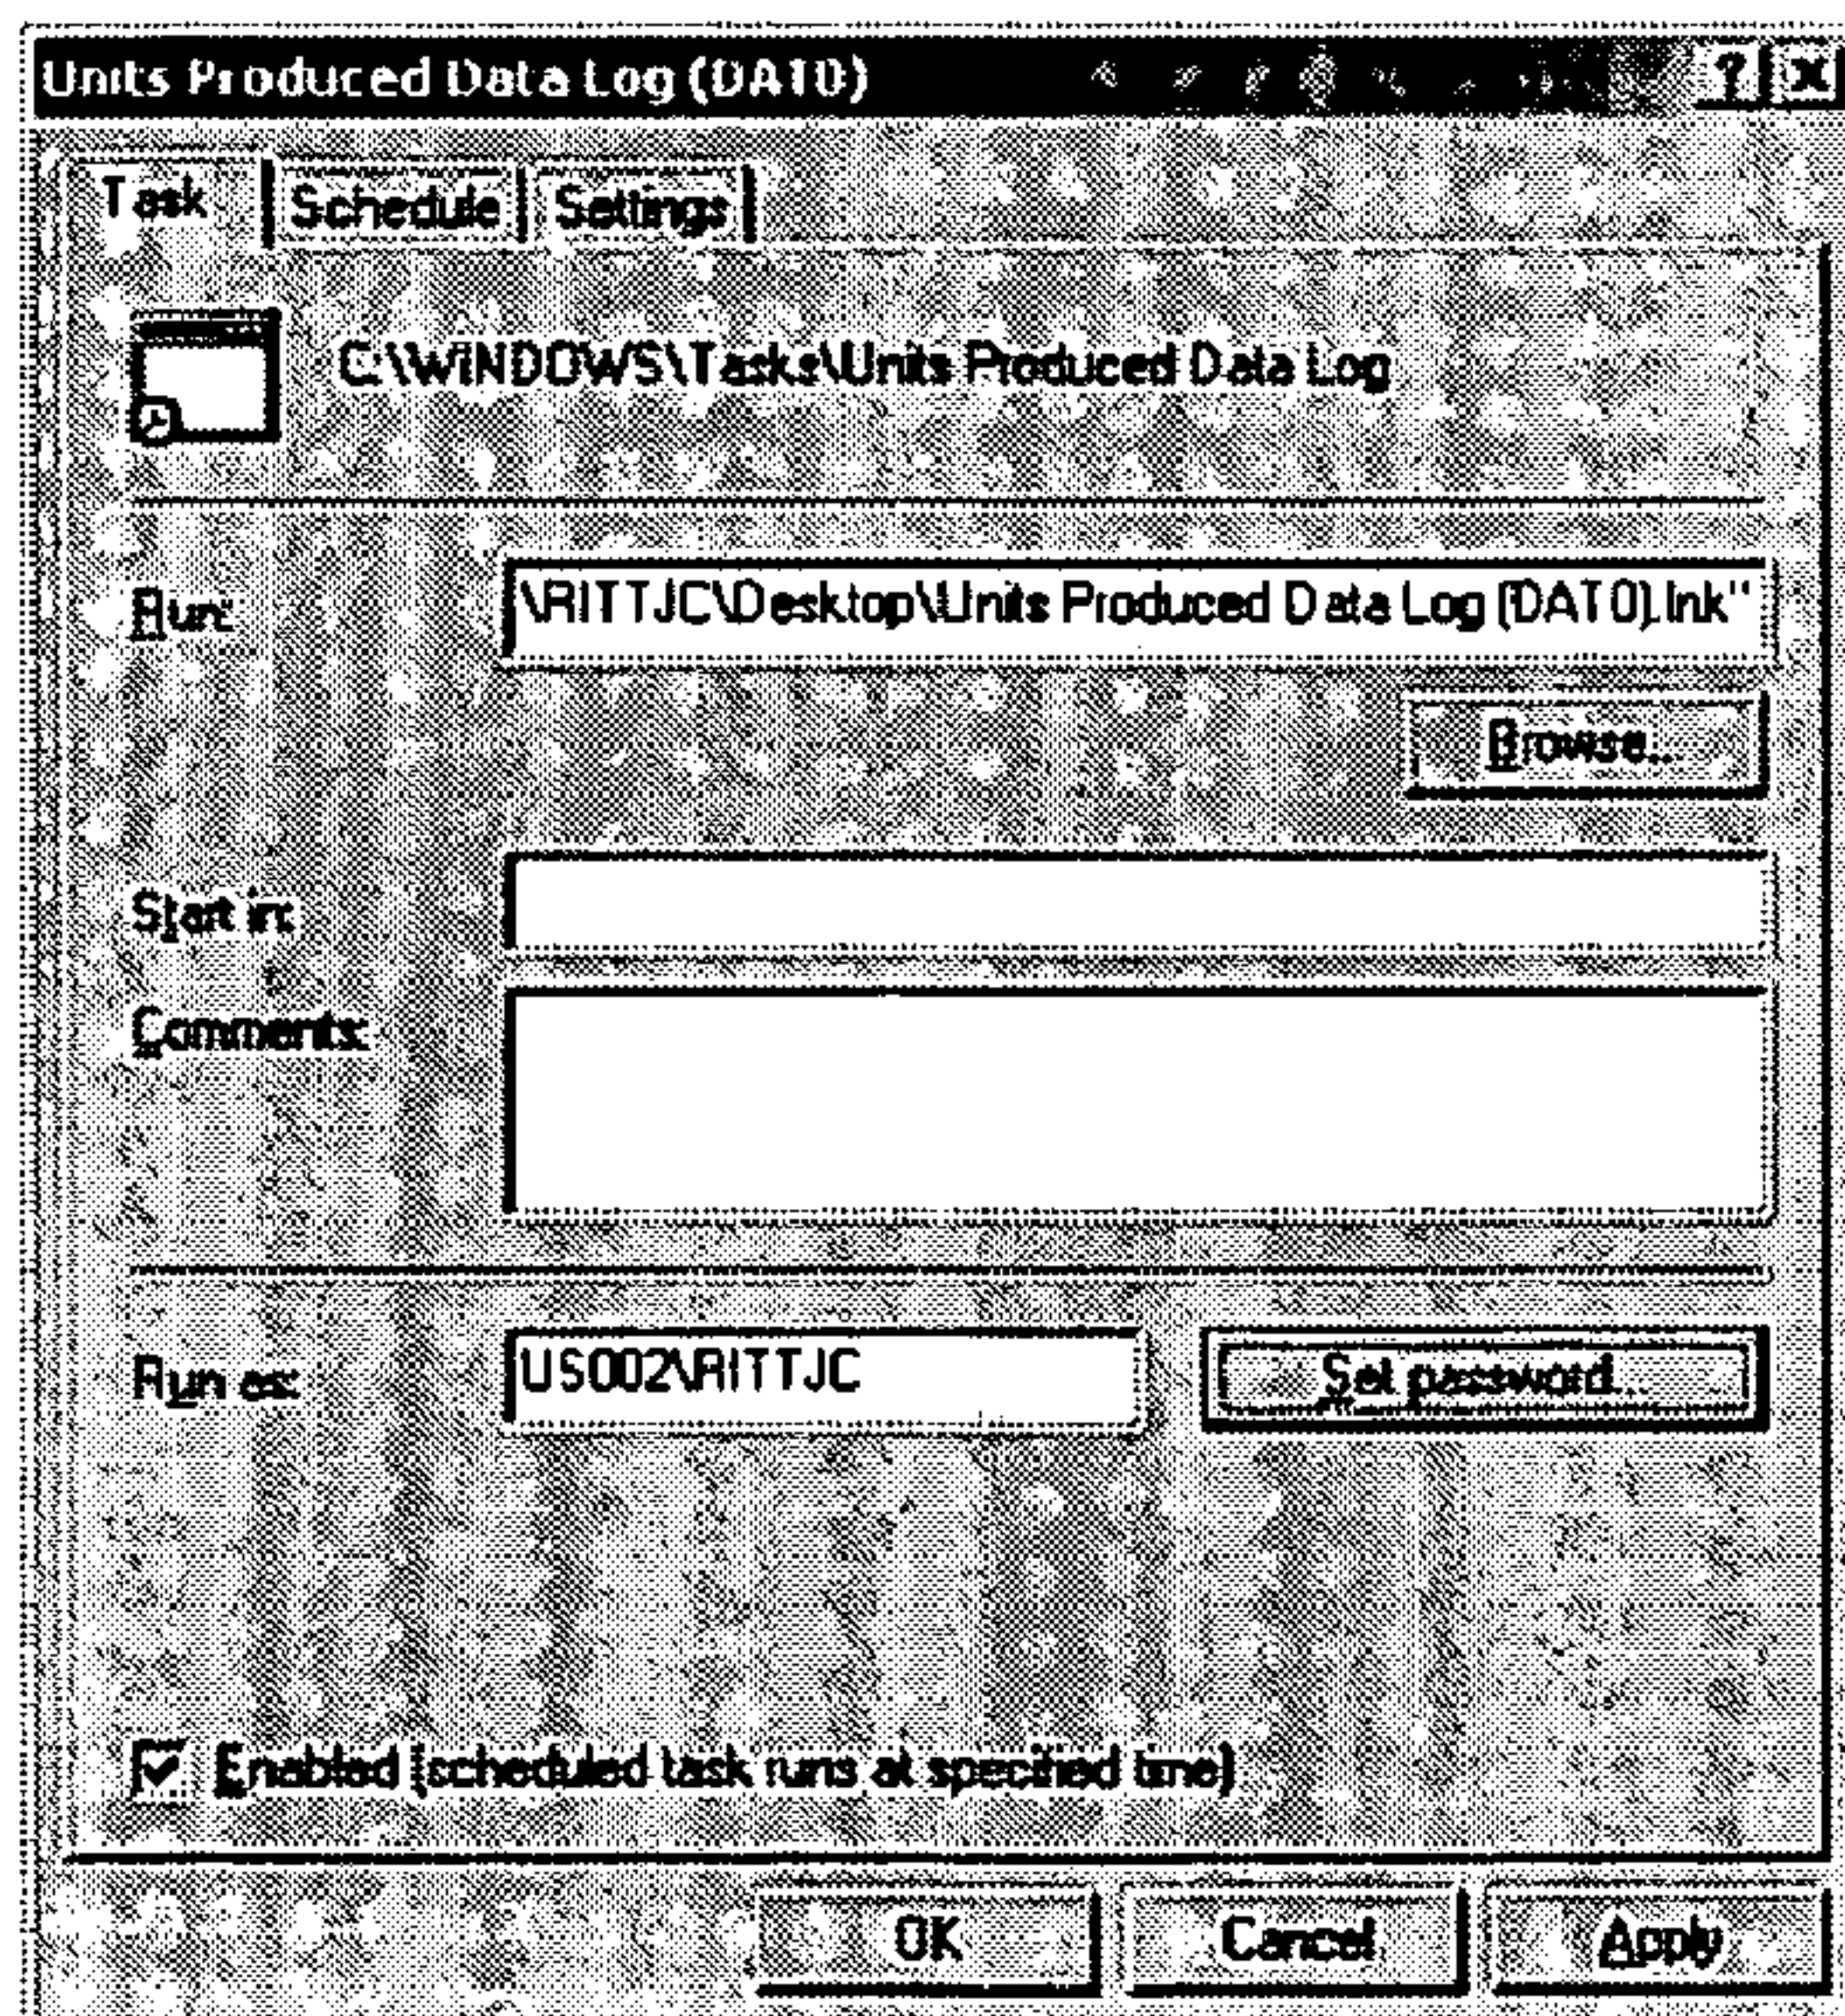 Units Produced Data Log (DAT0)
Task Schedule Settings
C:\WINDOWS\Tasks\Units Produced Data Log
Run: \RITTJC\Desktop\Units Produced Data Log (DAT0).lnk"
Browse...
Start in:
Comments:
Run as: US002\RITTJC Set password...
Enabled (scheduled task runs at specified time)
OK Cancel Apply